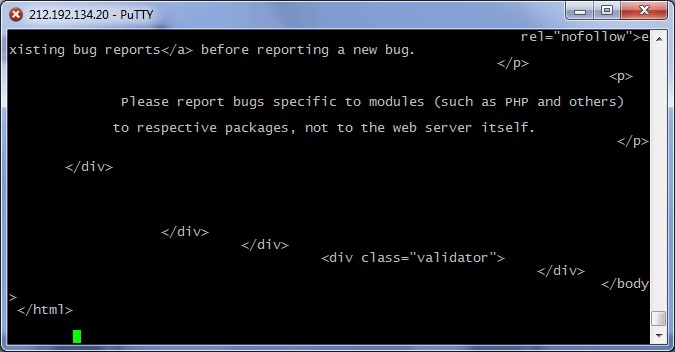 212.192.134.20 - PuTTY
rel="nofollow">e
xisting bug reports</a> before reporting a new bug.
</p>
<p>
Please report bugs specific to modules (such as PHP and others)
to respective packages, not to the web server itself.
</p>
</div>
</div>
</div>
<div class="validator">
</div>
</body
>
</html>